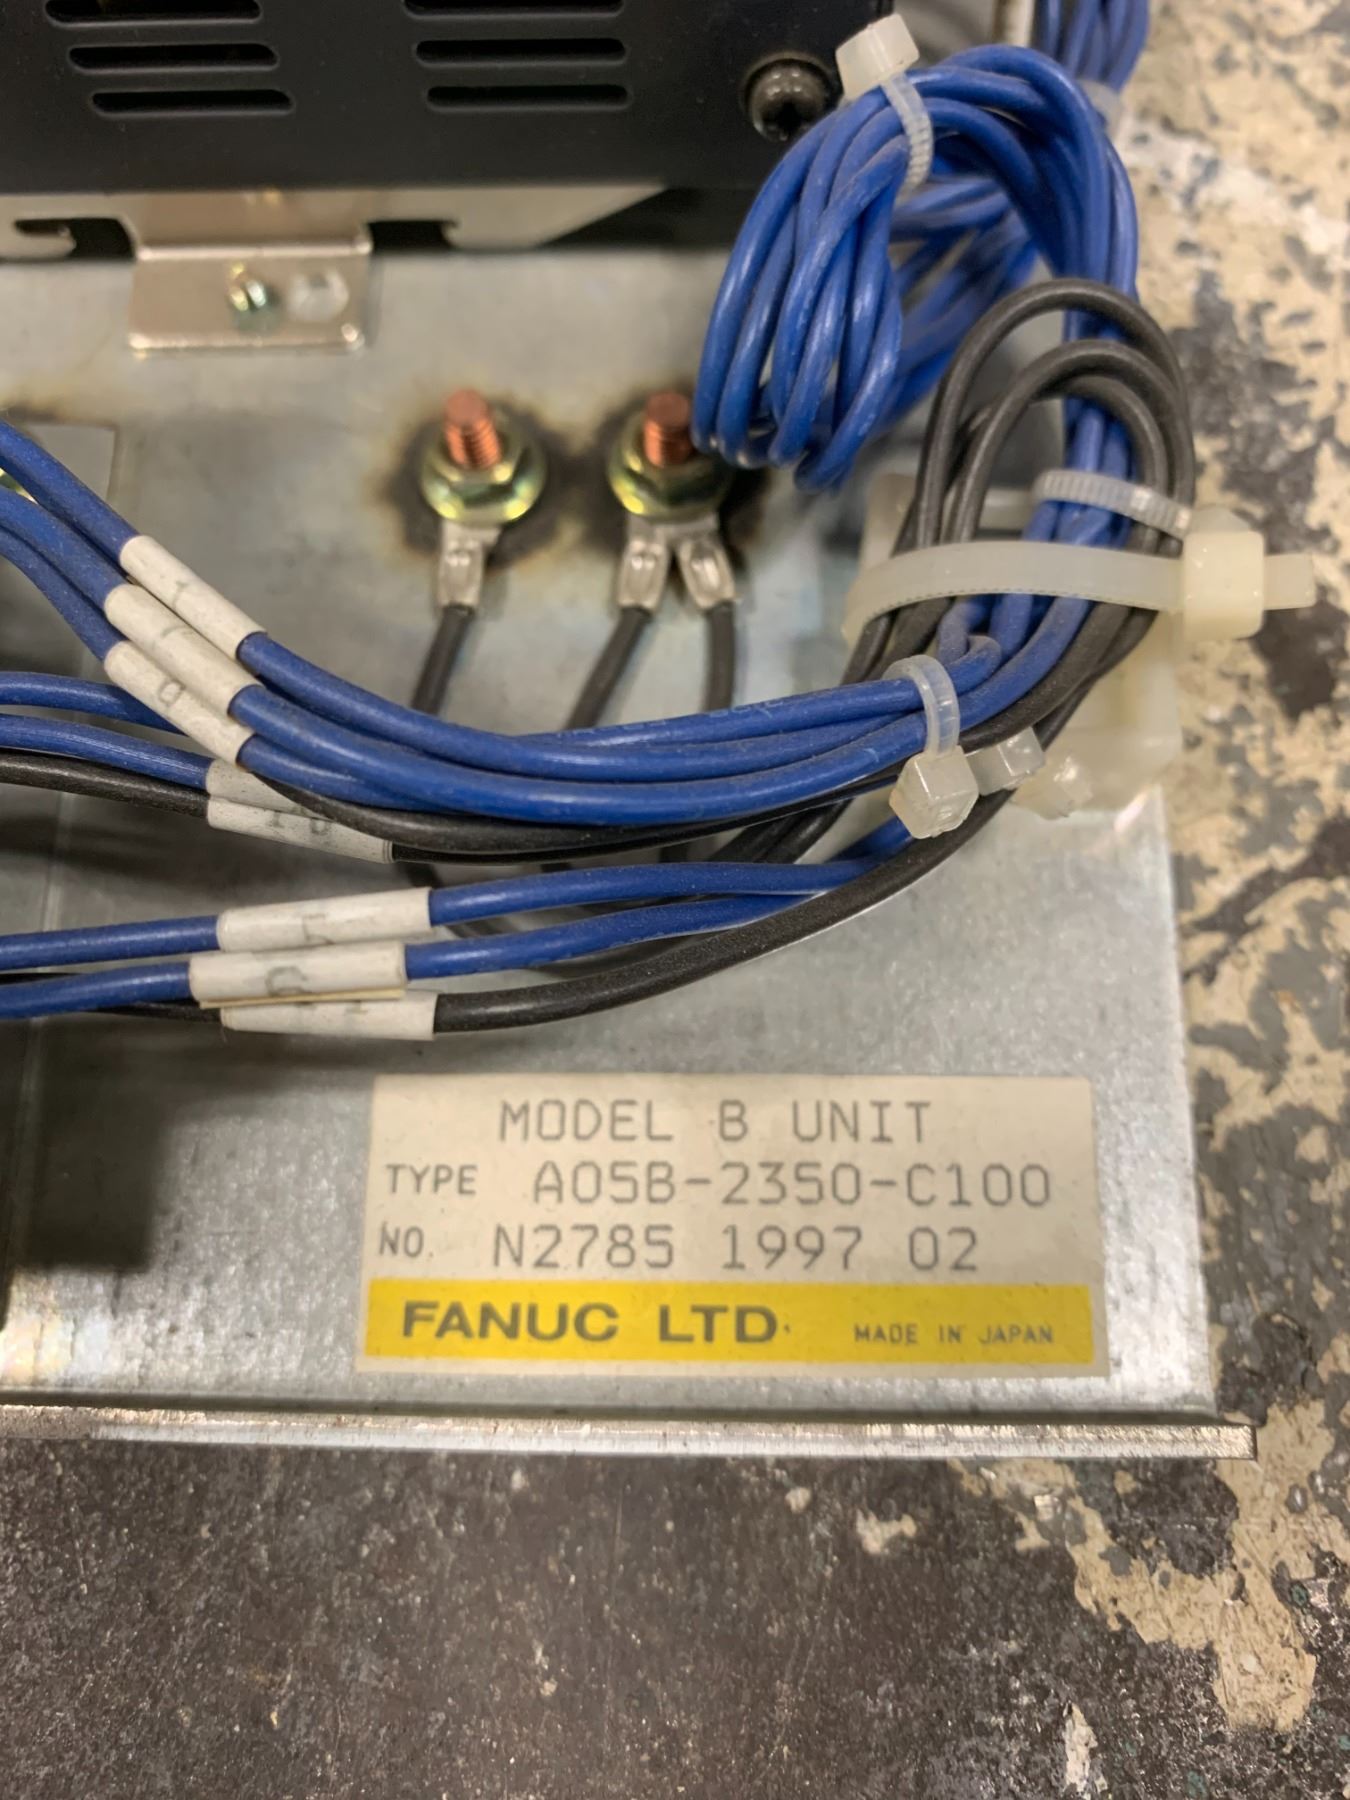 MODEL B UNIT
TYPE A05B-2350-C100
NO. N2785 1997 02
FANUC LTD. MADE IN JAPAN